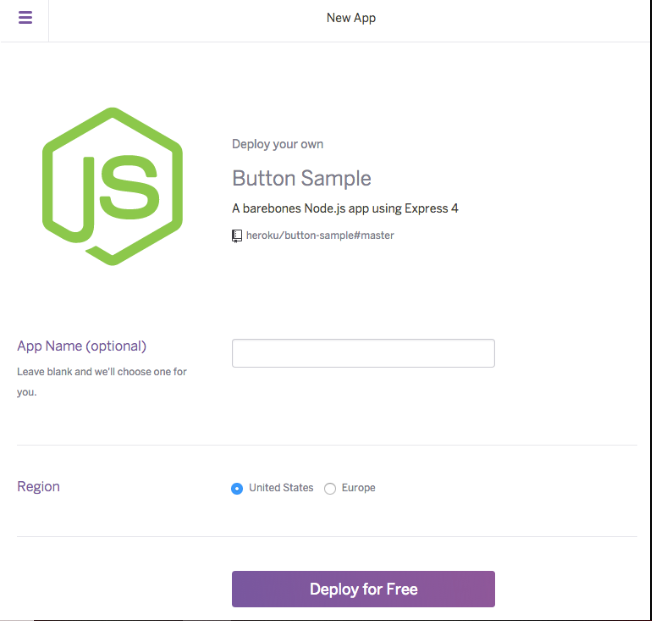 New App
JS
Deploy your own
Button Sample
A barebones Node.js app using Express 4
heroku/button-sample#master
App Name (optional)
Leave blank and we'll choose one for
you.
Region
United States
Europe
Deploy for Free